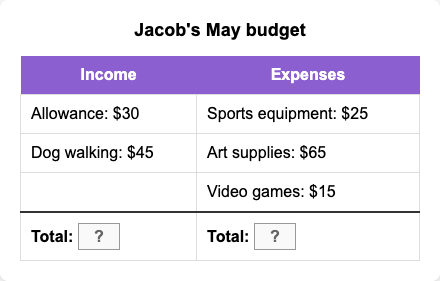 Jacob's May budget
Income Expenses
Allowance: $30 Sports equipment: $25
Dog walking: $45 Art supplies: $65
Video games: $15
Total: ? Total: ?